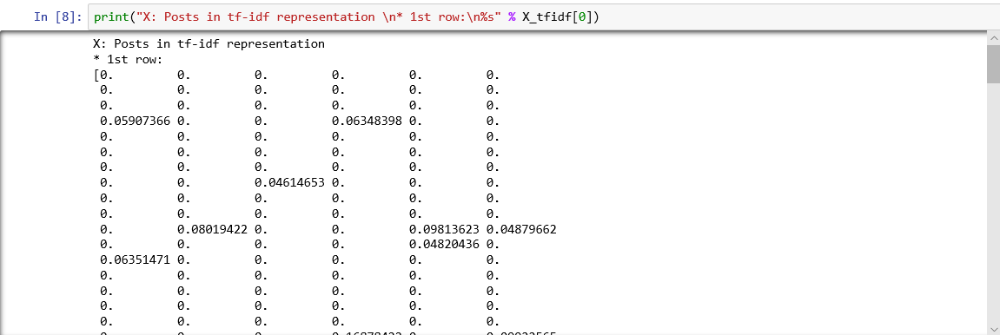 In [8]: print("X: Posts in tf-idf representation \n* 1st row:\n%s" % X_tfidf[0])
X: Posts in tf-idf representation
* 1st row:
[0. 0. 0. 0. 0. 0.
0. 0. 0. 0. 0. 0.
0. 0. 0. 0. 0. 0.
0.05907366 0. 0. 0.06348398 0. 0.
0. 0. 0. 0. 0. 0.
0. 0. 0. 0. 0. 0.
0. 0. 0. 0. 0. 0.
0. 0. 0.04614653 0. 0. 0.
0. 0. 0. 0. 0. 0.
0. 0. 0. 0. 0. 0.
0. 0.08019422 0. 0. 0.09813623 0.04879662
0. 0. 0. 0. 0.04820436 0.
0.06351471 0. 0. 0. 0. 0.
0. 0. 0. 0. 0. 0.
0. 0. 0. 0. 0. 0.
0. 0. 0. 0. 0. 0.